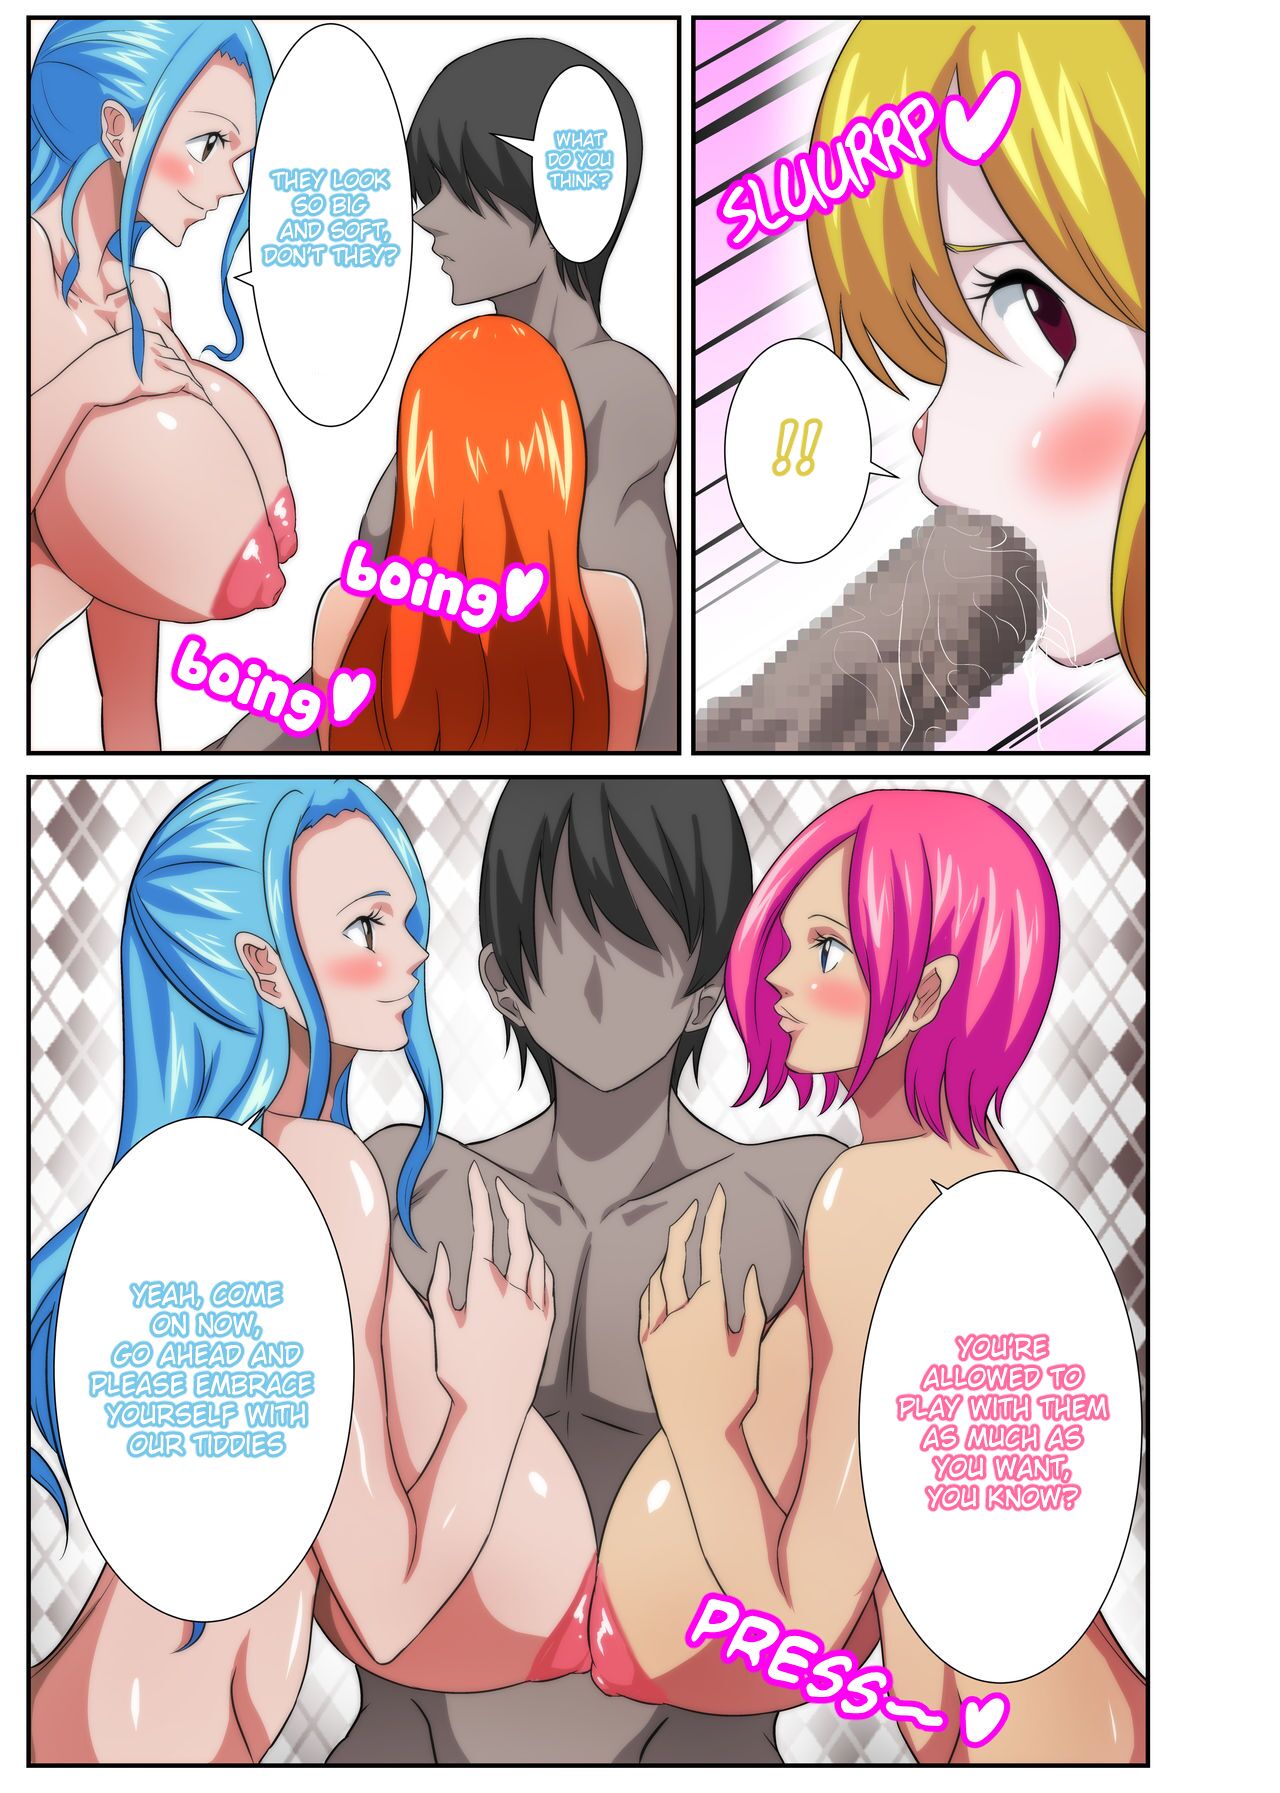 SLUURRP
!!
WHAT
DO YOU
THINK?
THEY LOOK
SO BIG
AND SOFT,
DON'T THEY?
boing
boing
YOU'RE
ALLOWED TO
PLAY WITH THEM
AS MUCH AS
YOU WANT,
YOU KNOW?
YEAH, COME
ON NOW,
GO AHEAD AND
PLEASE EMBRACE
YOURSELF WITH
OUR TIDDIES
PRESS~